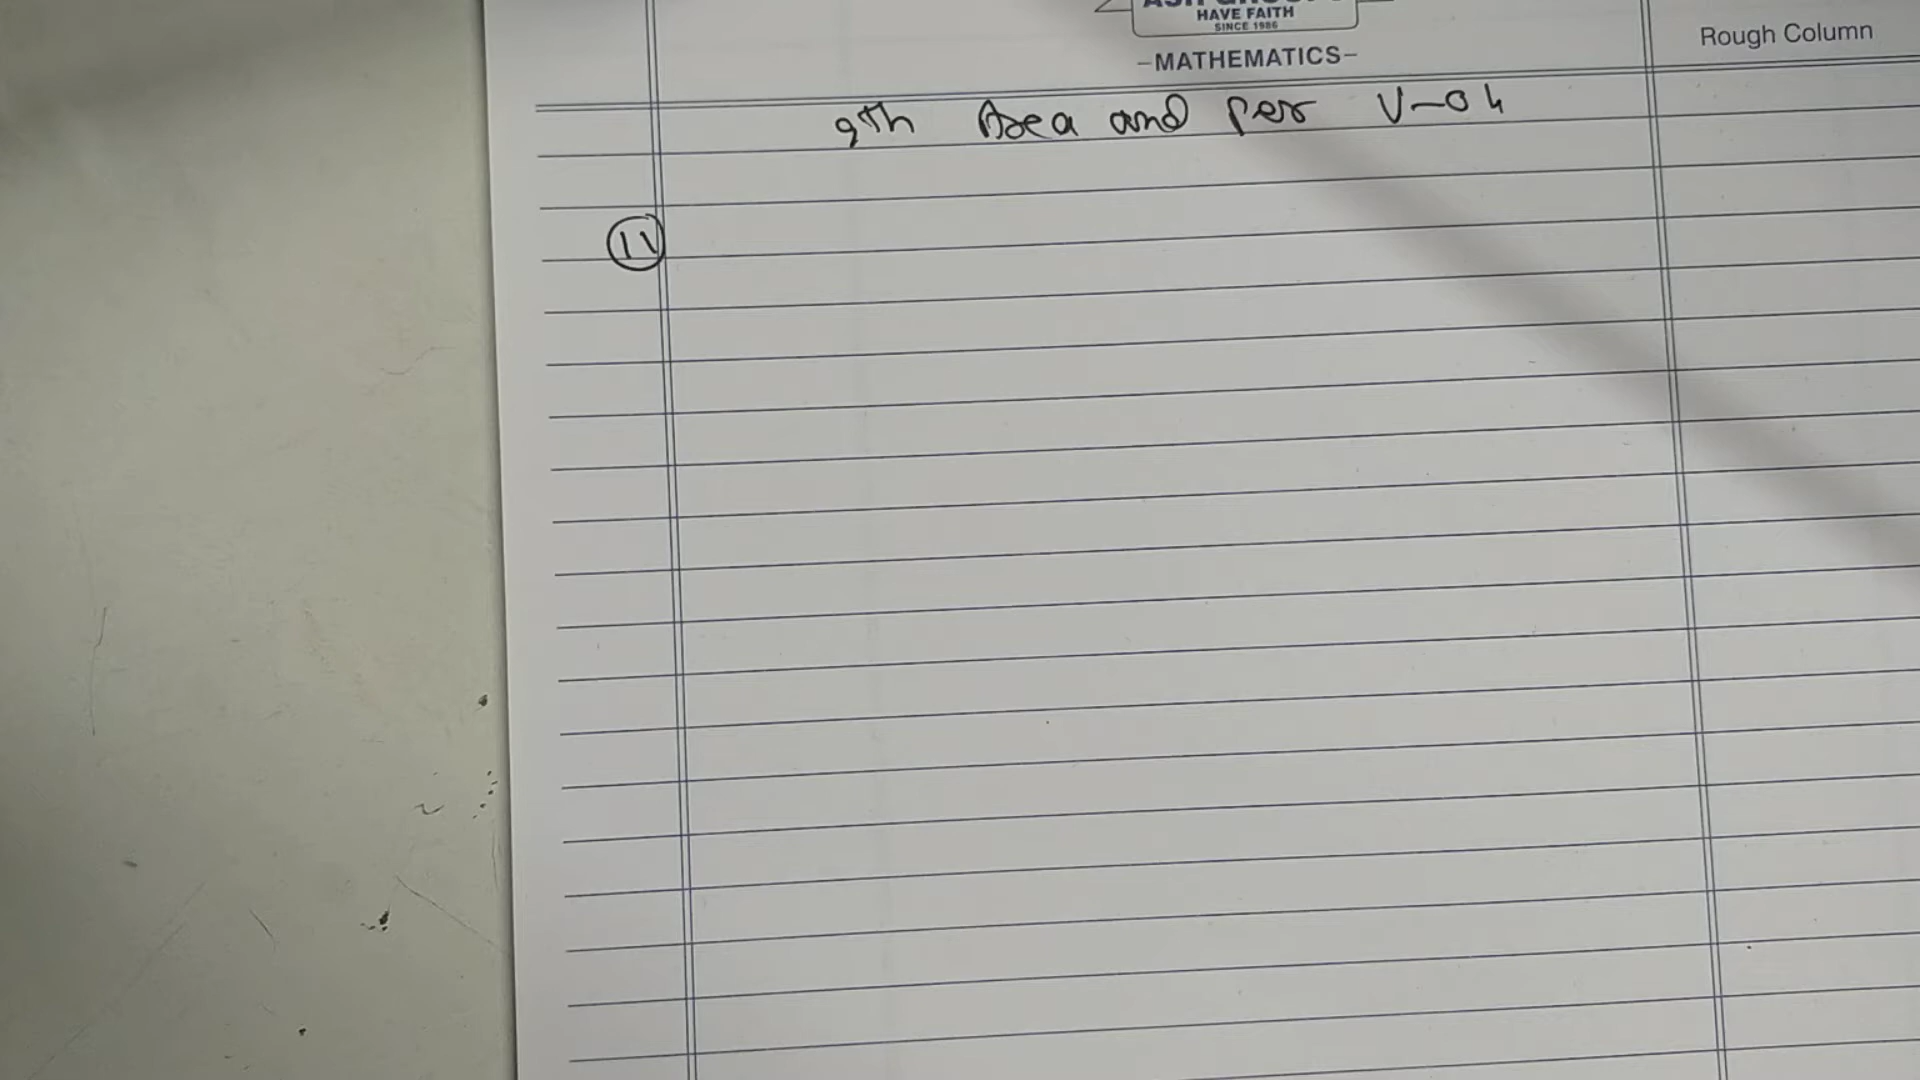 HAVE FAITH
SINCE 1986
-MATHEMATICS-
Rough Column
9th Area and per V-04
11